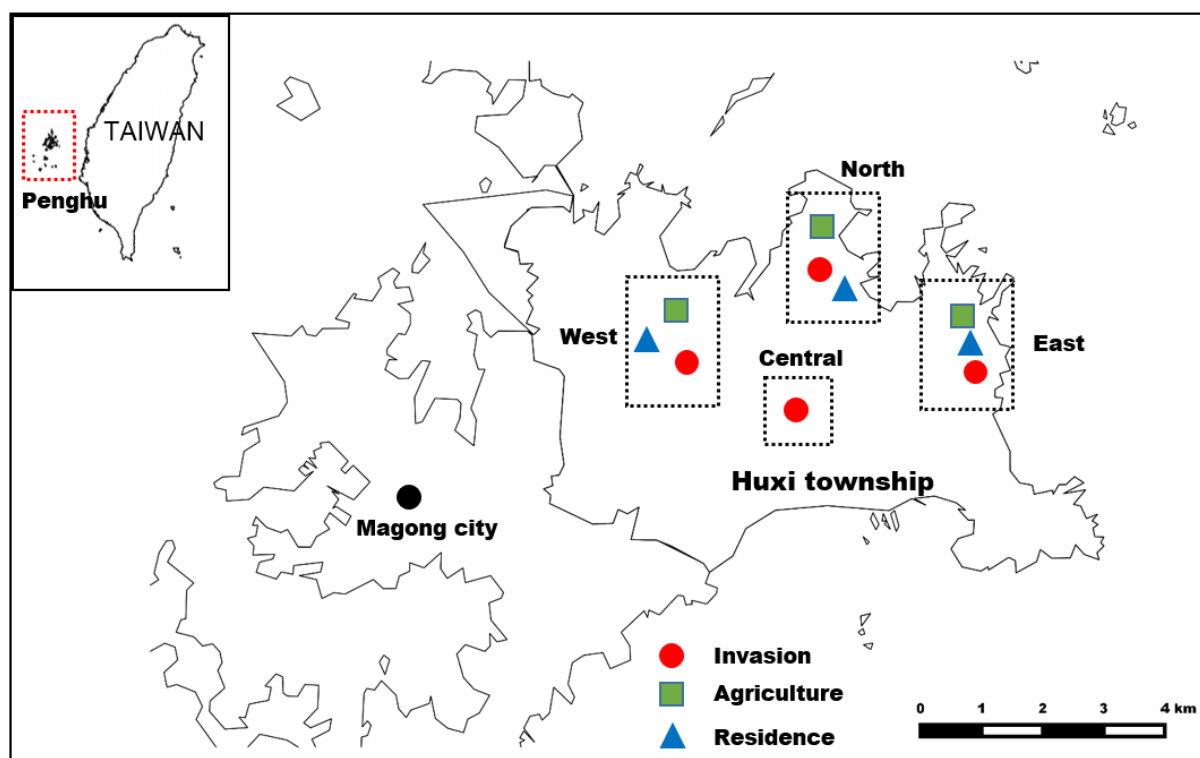 TAIWAN
Penghu
North
West
East
Central
Huxi township
Magong city
Invasion
Agriculture
Residence
0 1 2 3 4 km